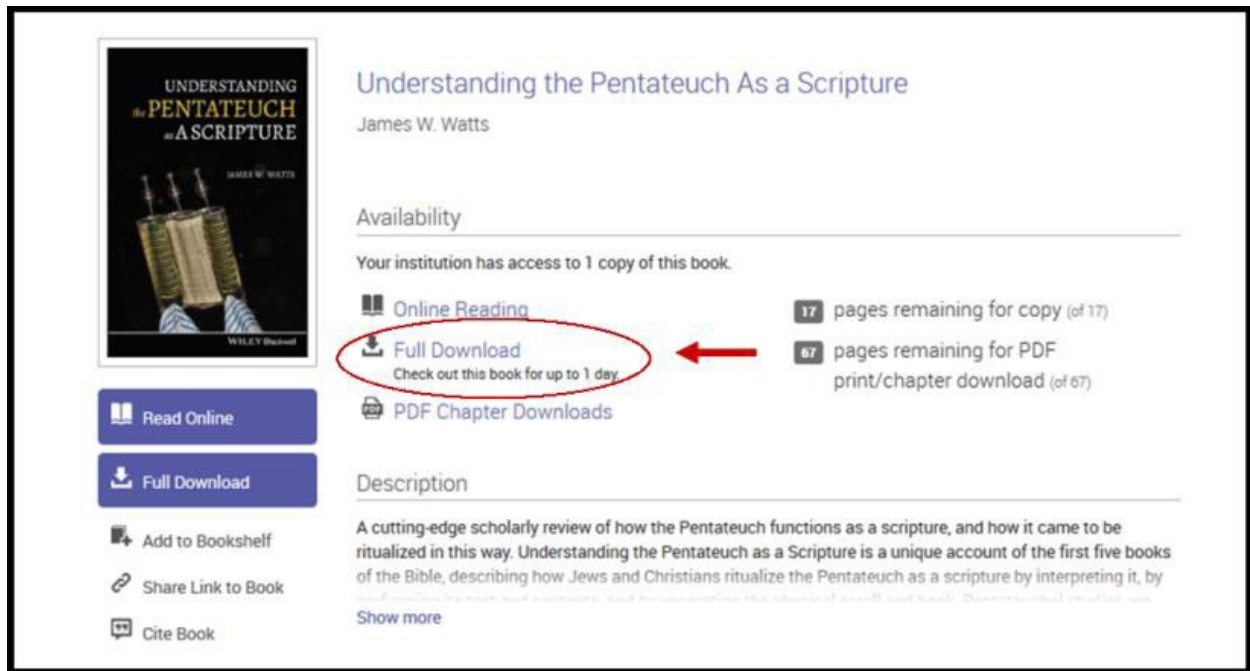 UNDERSTANDING
the PENTATEUCH
as A SCRIPTURE
JAMES W. WATTS
WILEY Blackwell
Read Online
Full Download
Add to Bookshelf
Share Link to Book
Cite Book
Understanding the Pentateuch As a Scripture
James W. Watts
Availability
Your institution has access to 1 copy of this book.
Online Reading
Full Download
Check out this book for up to 1 day.
PDF PDF Chapter Downloads
17 pages remaining for copy (of 17)
67 pages remaining for PDF
print/chapter download (of 67)
Description
A cutting-edge scholarly review of how the Pentateuch functions as a scripture, and how it came to be
ritualized in this way. Understanding the Pentateuch as a Scripture is a unique account of the first five books
of the Bible, describing how Jews and Christians ritualize the Pentateuch as a scripture by interpreting it, by
Show more